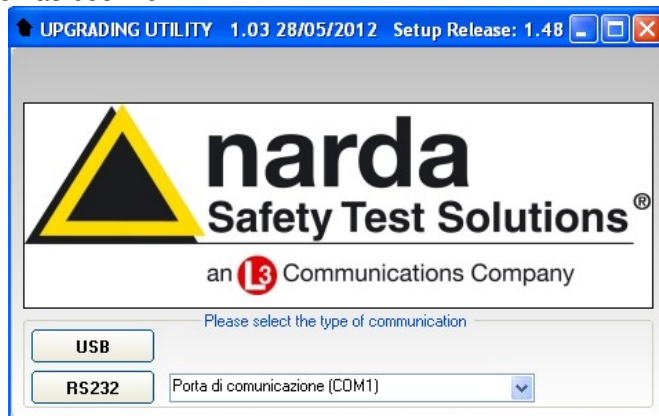 UPGRADING UTILITY 1.03 28/05/2012 Setup Release: 1.48
narda
Safety Test Solutions®
an L3 Communications Company
Please select the type of communication
USB
RS232 Porta di comunicazione (COM1)